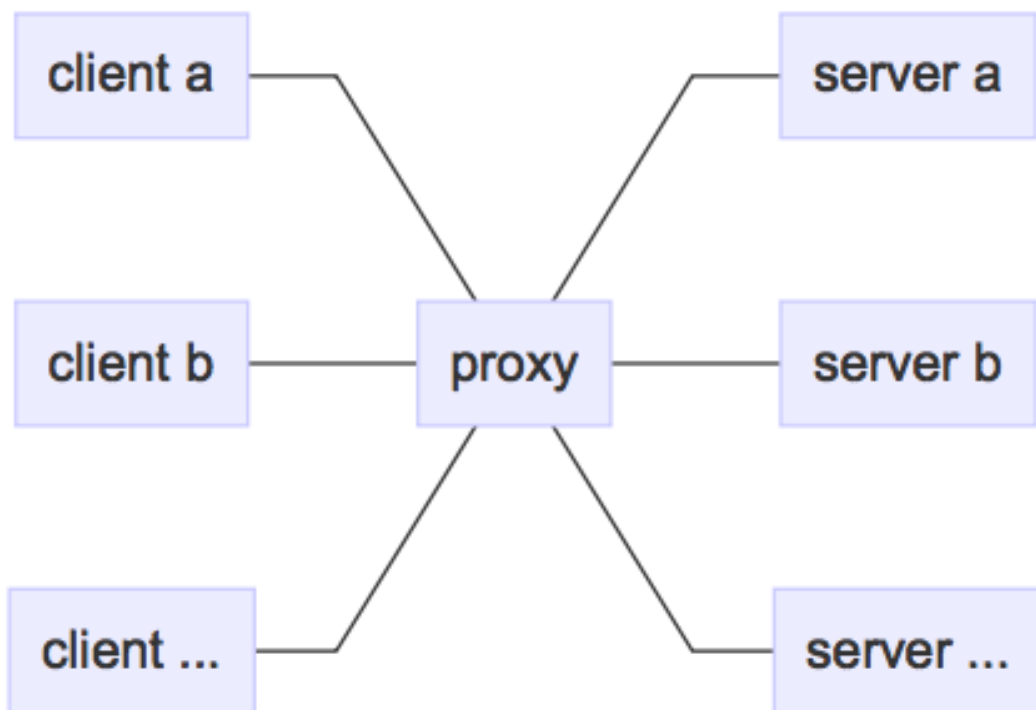 client a
server a
client b
proxy
server b
client ...
server ...